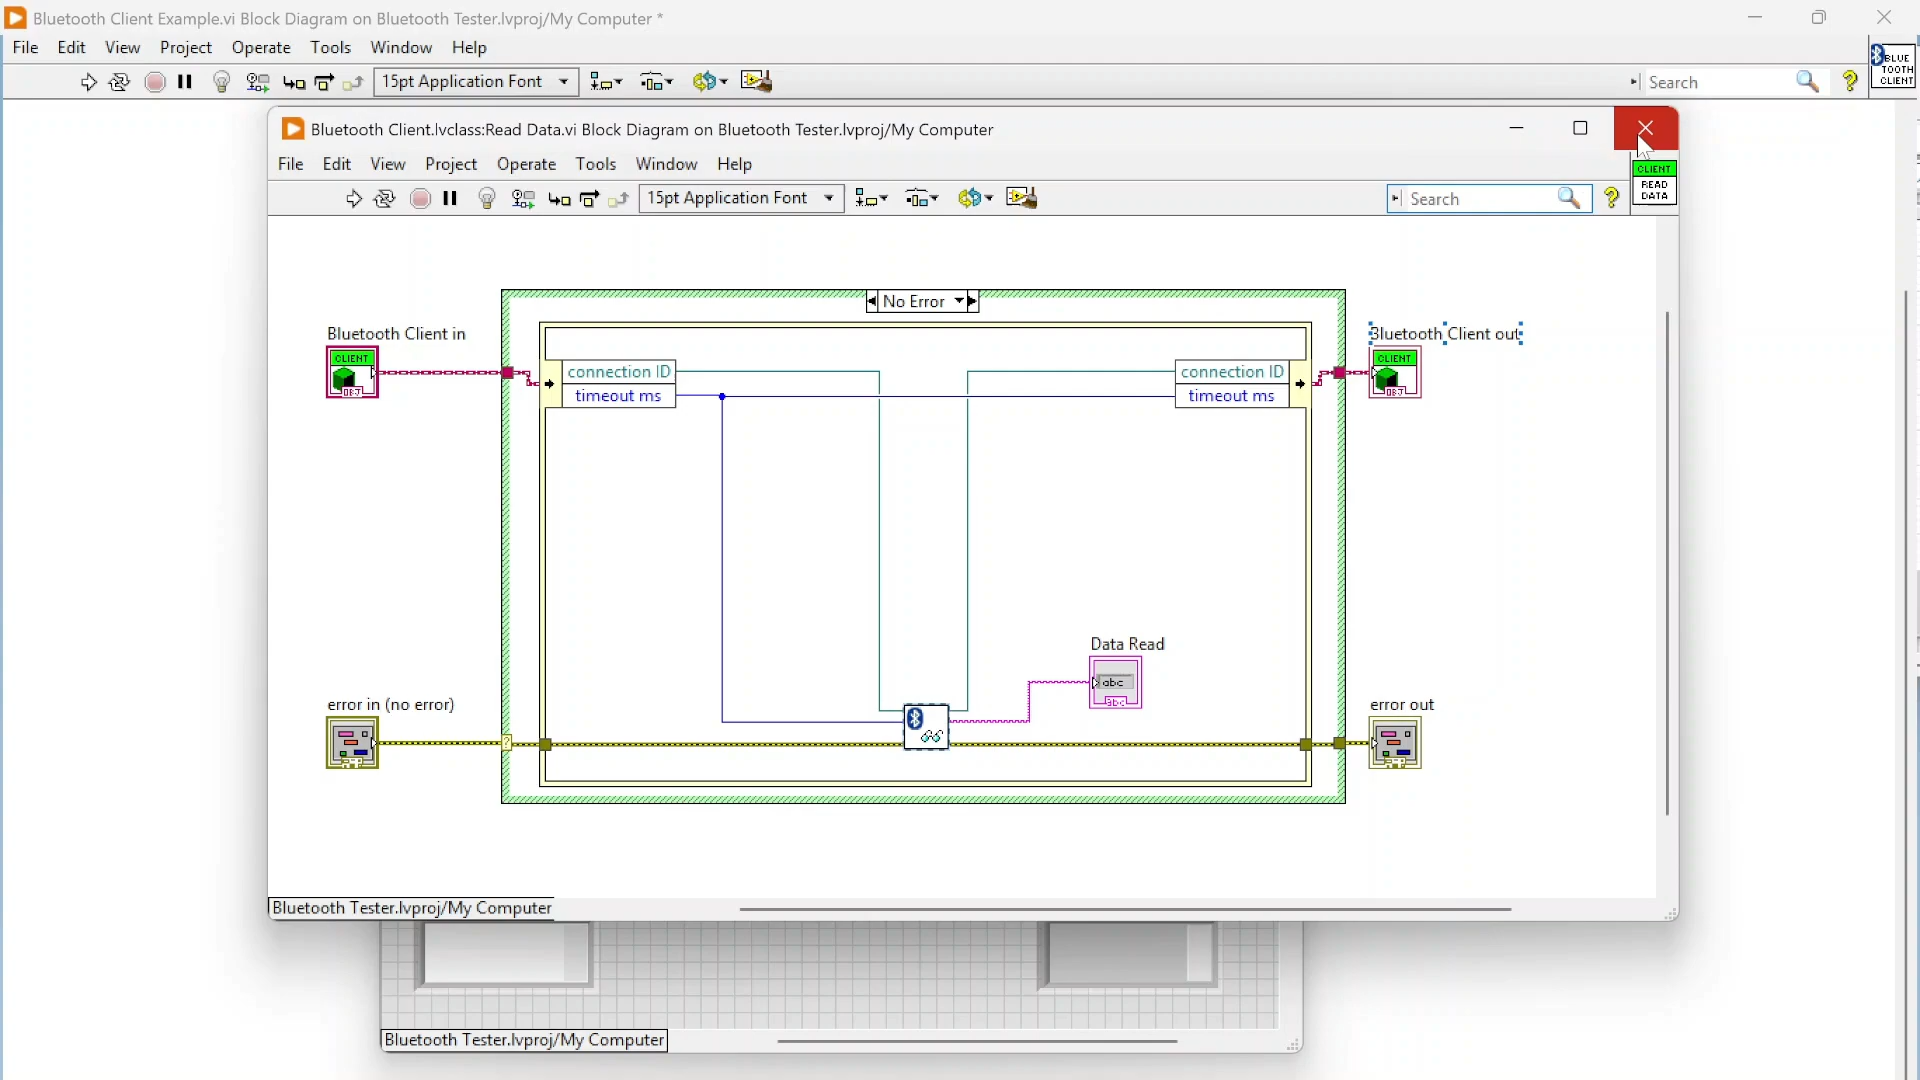 Bluetooth Client Example.vi Block Diagram on Bluetooth Tester.lvproj/My Computer *
File Edit View Project Operate Tools Window Help
15pt Application Font
Search
?
BLUE
TOOTH
CLIENT
Bluetooth Client.lvclass:Read Data.vi Block Diagram on Bluetooth Tester.lvproj/My Computer
File Edit View Project Operate Tools Window Help
15pt Application Font
Search
?
CLIENT
READ
DATA
No Error
Bluetooth Client in
CLIENT
OBJ
connection ID
timeout ms
connection ID
timeout ms
Bluetooth Client out
CLIENT
OBJ
Data Read
abc
abc
error in (no error)
?
error out
Bluetooth Tester.lvproj/My Computer
Bluetooth Tester.lvproj/My Computer